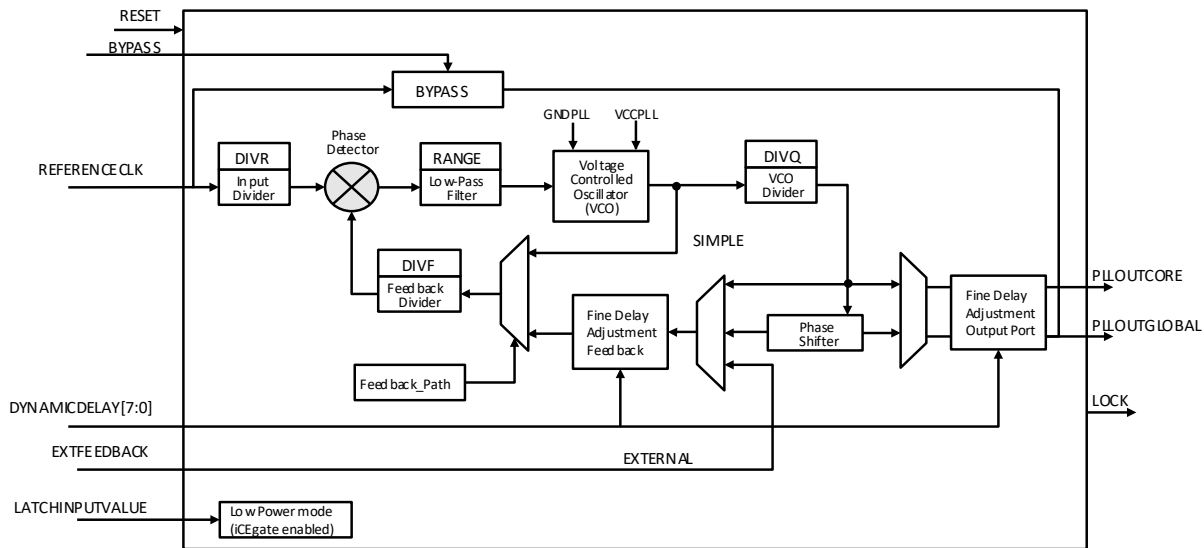 RESET
BYPASS
BYPASS
GNDPLL
VCCPLL
Phase
Detector
REFERENCECLK
DIVR
Input
Divider
RANGE
Low-Pass
Filter
Voltage
Controlled
Oscillator
(VCO)
DIVQ
VCO
Divider
SIMPLE
DIVF
Feedback
Divider
Fine Delay
Adjustment
Feedback
Phase
Shifter
Fine Delay
Adjustment
Output Port
PLLOUTCORE
PLLOUTGLOBAL
Feedback_Path
DYNAMICDELAY[7:0]
LOCK
EXTFEEDBACK
EXTERNAL
LATCHINPUTVALUE
Low Power mode
(iCEgate enabled)